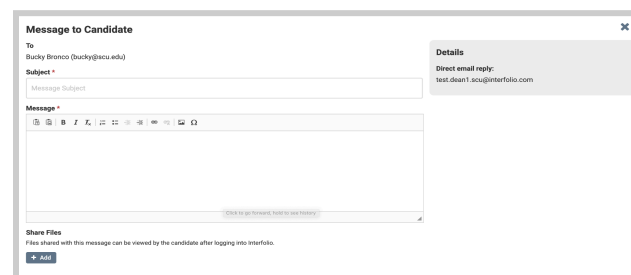 Message to Candidate
To
Bucky Bronco (bucky@scu.edu)
Subject *
Message Subject
Message *
B I Tx Ω
Click to go forward, hold to see history
Share Files
Files shared with this message can be viewed by the candidate after logging into Interfolio.
+ Add
Details
Direct email reply:
test.dean1.scu@interfolio.com